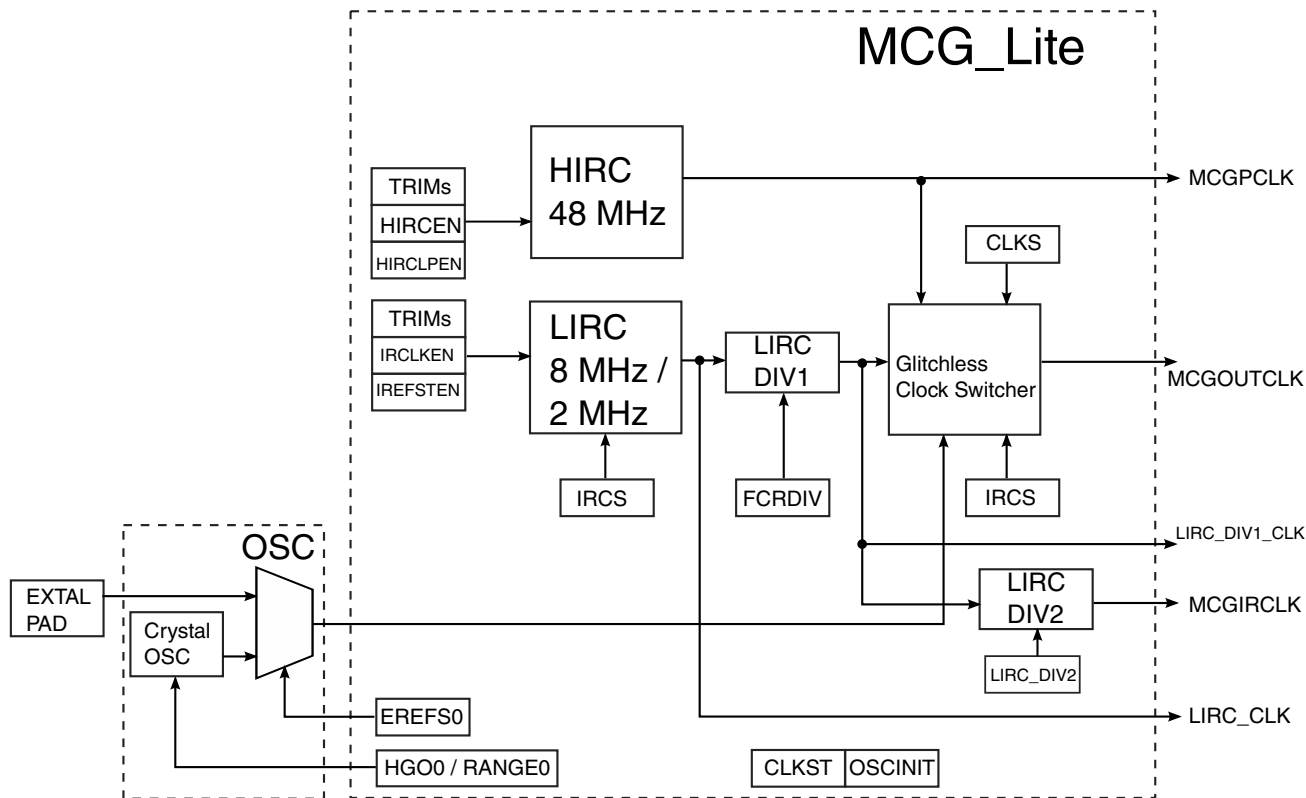 MCG_Lite
TRIMs
HIRCEN
HIRCLPEN
HIRC
48 MHz
MCGPCLK
CLKS
TRIMs
IRCLKEN
IREFSTEN
LIRC
8 MHz /
2 MHz
LIRC
DIV1
Glitchless
Clock Switcher
MCGOUTCLK
IRCS
FCRDIV
IRCS
LIRC_DIV1_CLK
OSC
EXTAL
PAD
Crystal
OSC
LIRC
DIV2
MCGIRCLK
LIRC_DIV2
EREFS0
LIRC_CLK
HGO0 / RANGE0
CLKST
OSCINIT